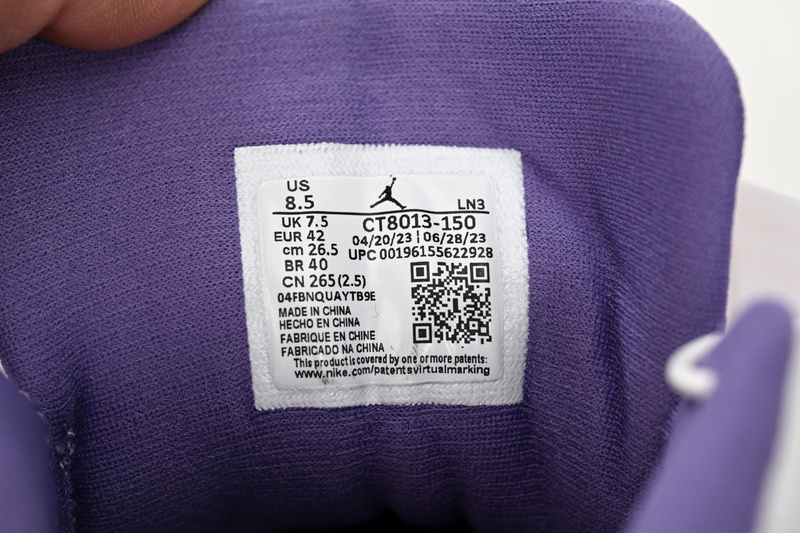 US
8.5
LN3
UK 7.5
CT8013-150
EUR 42
04/20/23 | 06/28/23
cm 26.5
UPC 00196155622928
BR 40
CN 265(2.5)
04FBNQUAYTB9E
MADE IN CHINA
HECHO EN CHINA
FABRIQUE EN CHINE
FABRICADO NA CHINA
This product is covered by one or more patents:
www.nike.com/patentsvirtualmarking